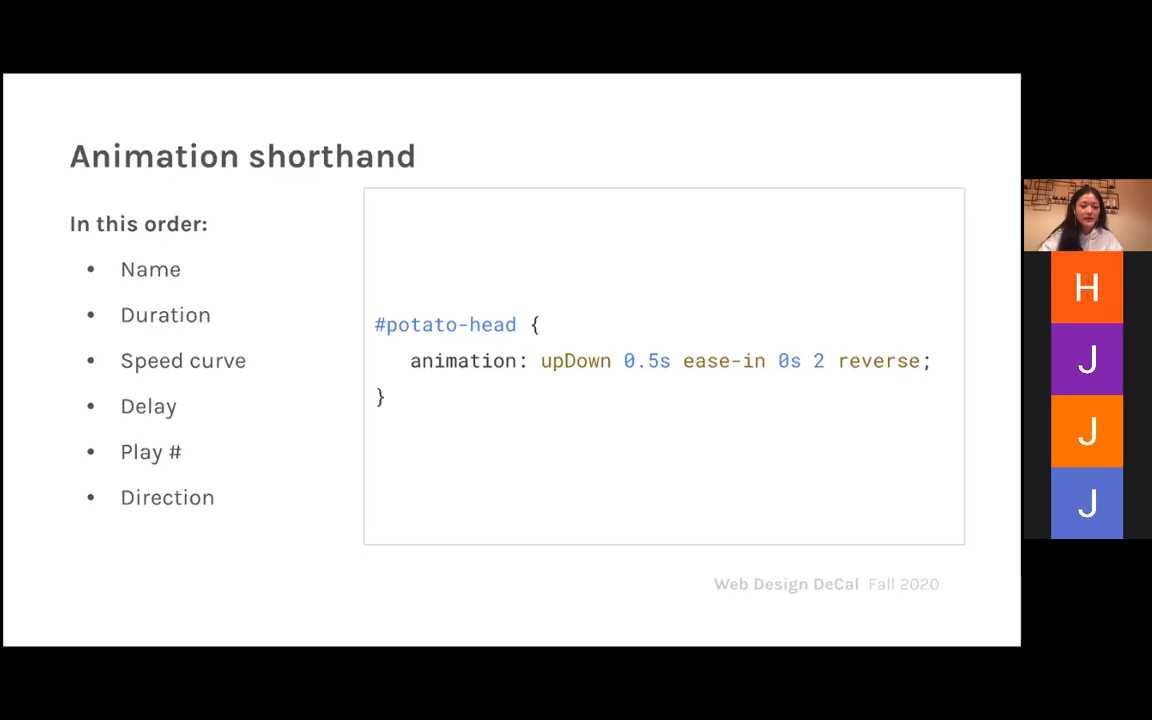 Animation shorthand
In this order:
• Name
• Duration
• Speed curve
• Delay
• Play #
• Direction
#potato-head {
animation: upDown 0.5s ease-in 0s 2 reverse;
}
Web Design DeCal Fall 2020
H
J
J
J